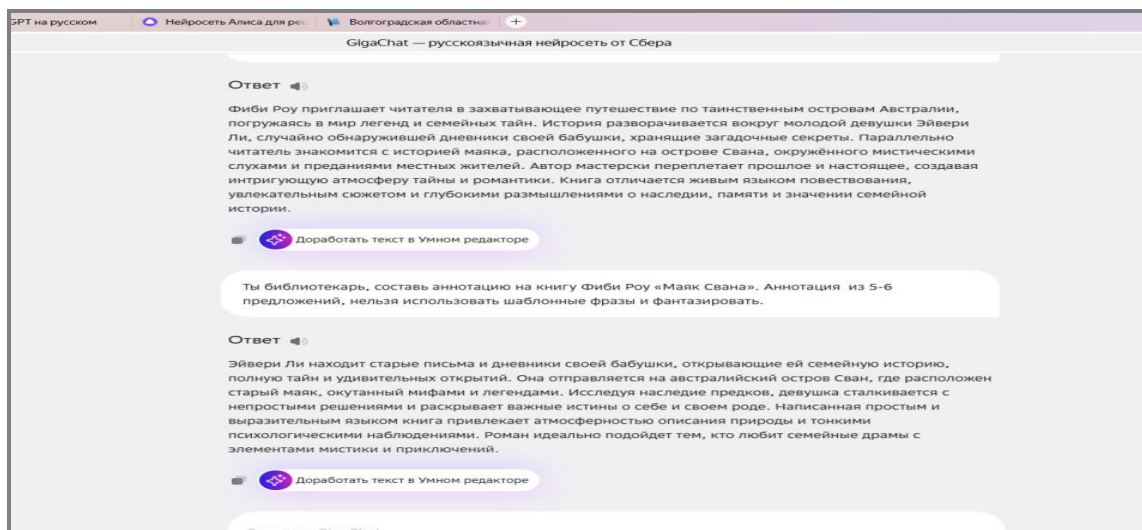 ЗРТ на русском
Нейросеть Алиса для ре
Волгоградская областна
+
GigaChat — русскоязычная нейросеть от Сбера
Ответ
Фиби Роу приглашает читателя в захватывающее путешествие по таинственным островам Австралии,
погружаясь в мир легенд и семейных тайн. История разворачивается вокруг молодой девушки Эйвери
Ли, случайно обнаружившей дневники своей бабушки, хранящие загадочные секреты. Параллельно
читатель знакомится с историей маяка, расположенного на острове Свана, окружённого мистическими
слухами и преданиями местных жителей. Автор мастерски переплетает прошлое и настоящее, создавая
интригующую атмосферу тайны и романтики. Книга отличается живым языком повествования,
увлекательным сюжетом и глубокими размышлениями о наследии, памяти и значении семейной
истории.
Доработать текст в Умном редакторе
Ты библиотекарь, составь аннотацию на книгу Фиби Роу «Маяк Свана». Аннотация из 5-6
предложений, нельзя использовать шаблонные фразы и фантазировать.
Ответ
Эйвери Ли находит старые письма и дневники своей бабушки, открывающие ей семейную историю,
полную тайн и удивительных открытий. Она отправляется на австралийский остров Сван, где расположен
старый маяк, окутанный мифами и легендами. Исследуя наследие предков, девушка сталкивается с
непростыми решениями и раскрывает важные истины о себе и своем роде. Написанная простым и
выразительным языком книга привлекает атмосферностью описания природы и тонкими
психологическими наблюдениями. Роман идеально подойдет тем, кто любит семейные драмы с
элементами мистики и приключений.
Доработать текст в Умном редакторе